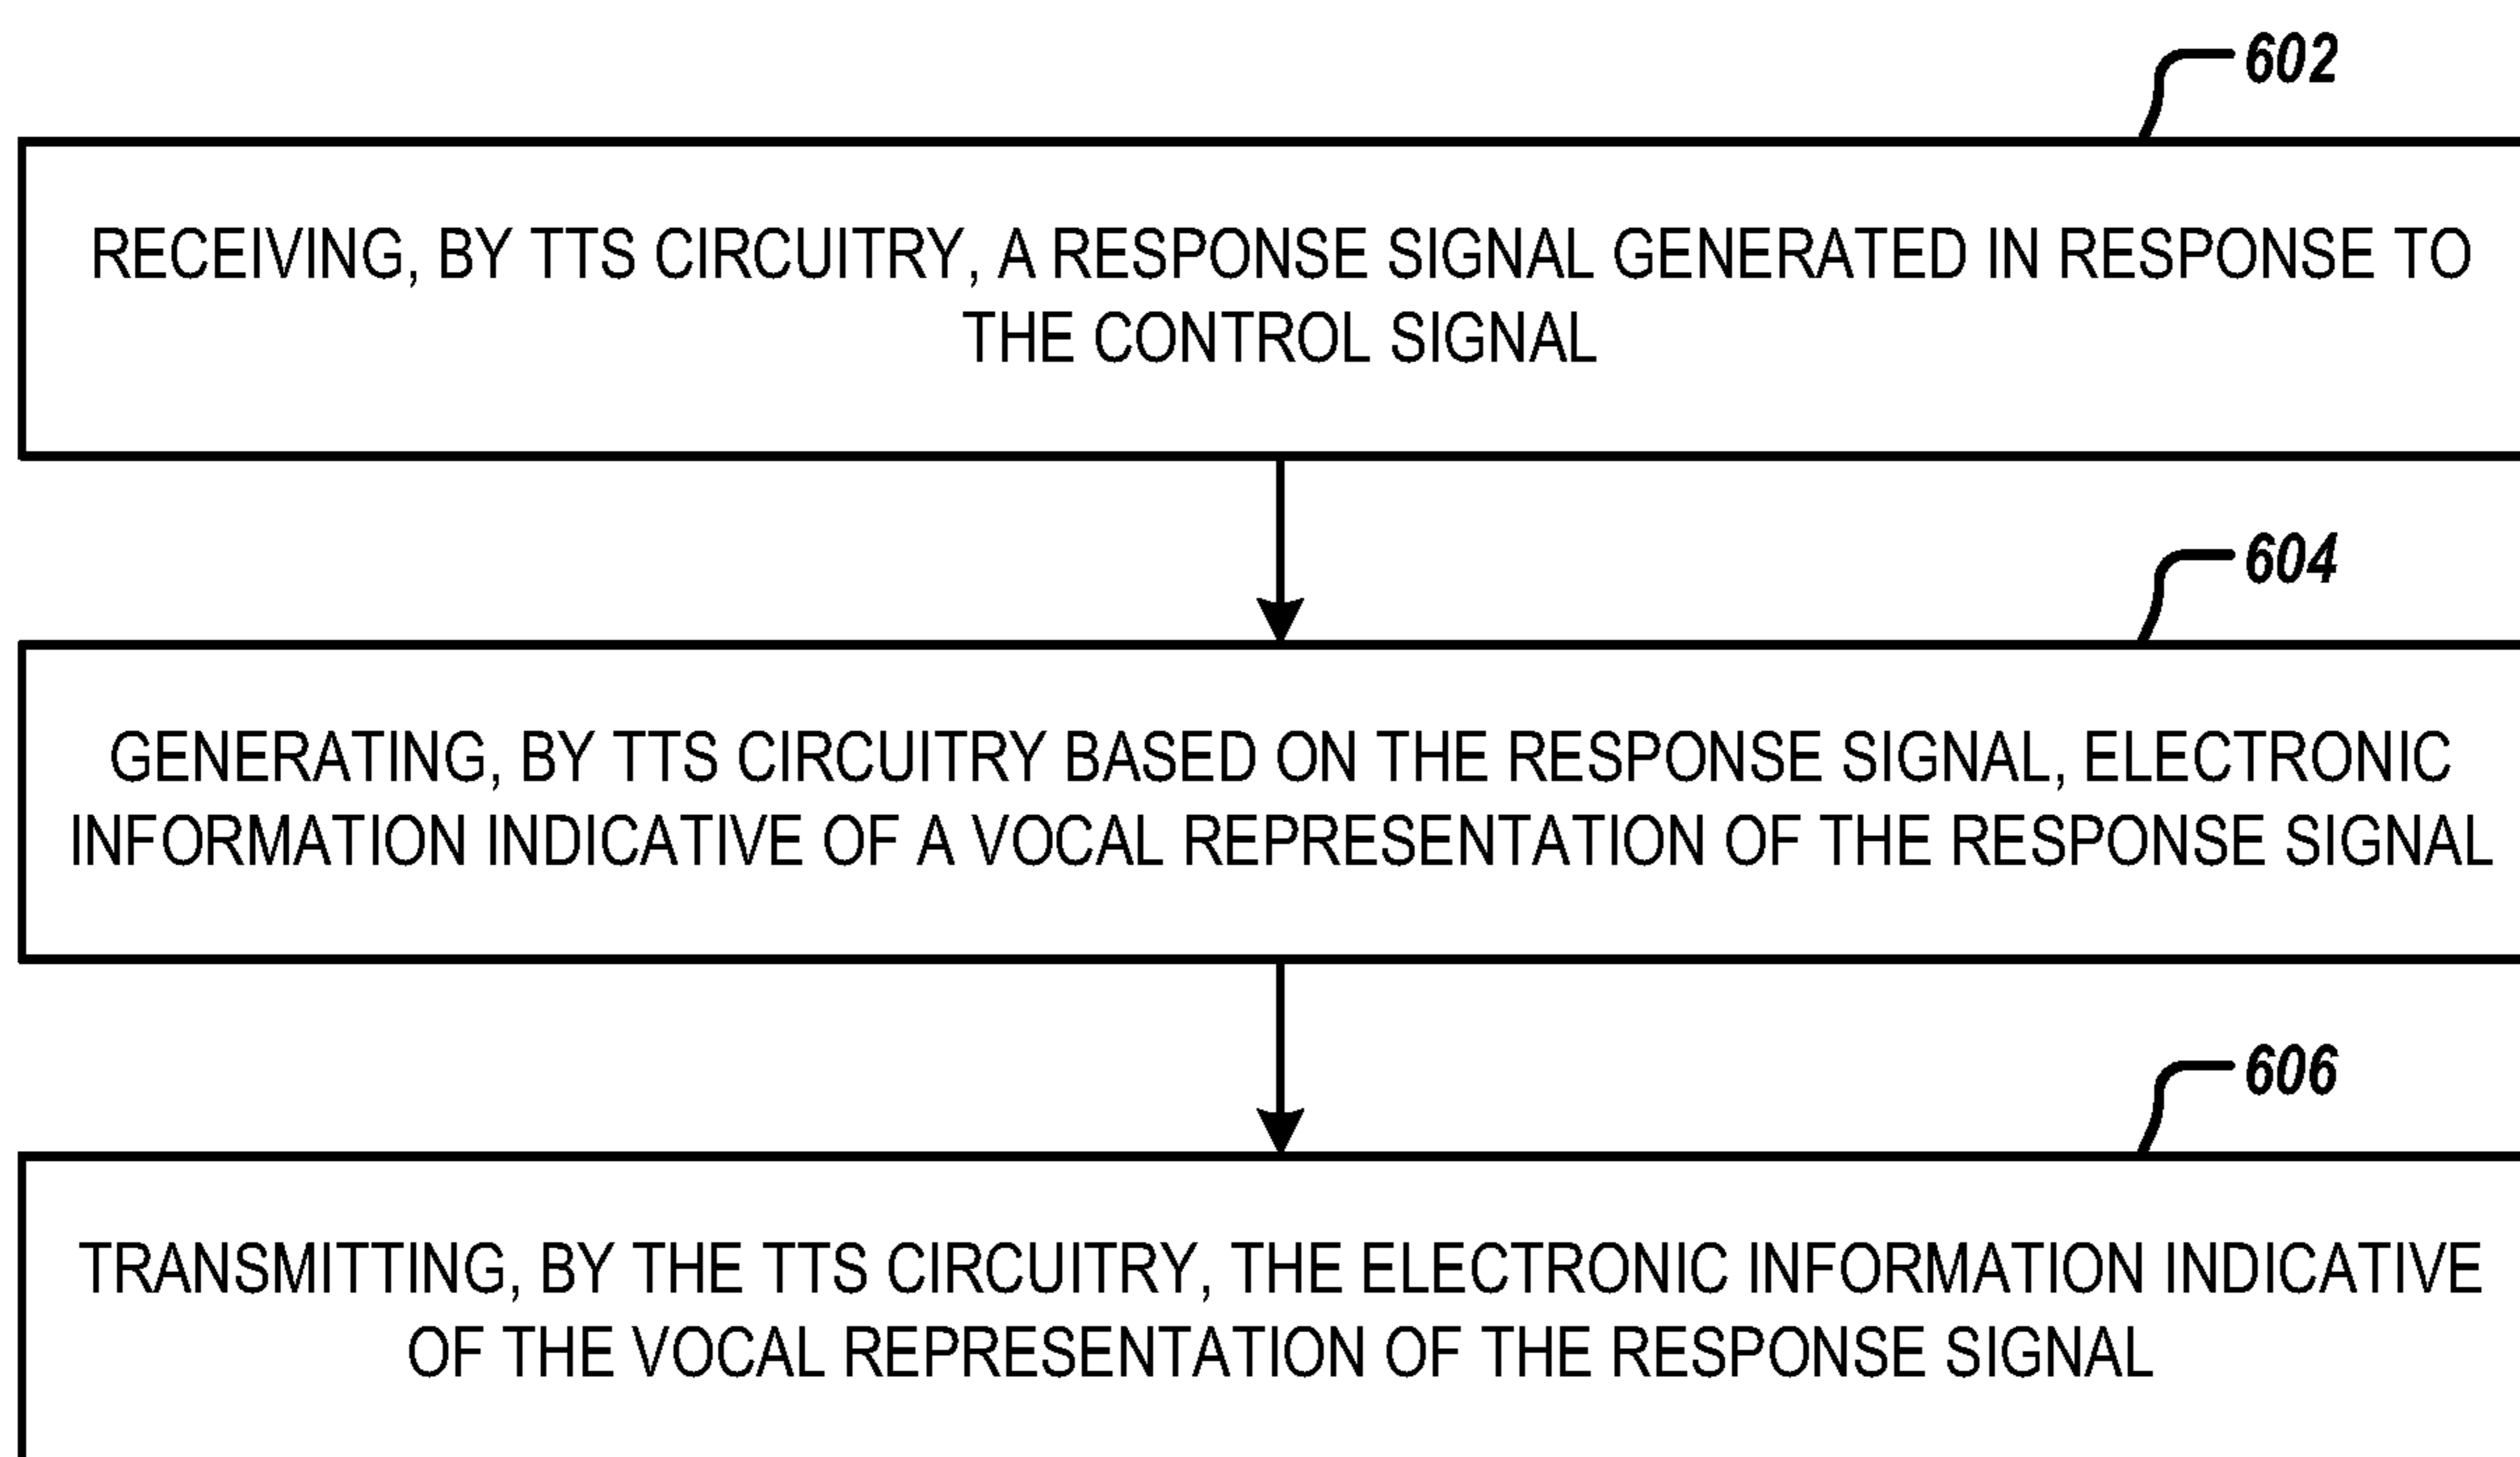 602
RECEIVING, BY TTS CIRCUITRY, A RESPONSE SIGNAL GENERATED IN RESPONSE TO
THE CONTROL SIGNAL
604
GENERATING, BY TTS CIRCUITRY BASED ON THE RESPONSE SIGNAL, ELECTRONIC
INFORMATION INDICATIVE OF A VOCAL REPRESENTATION OF THE RESPONSE SIGNAL
606
TRANSMITTING, BY THE TTS CIRCUITRY, THE ELECTRONIC INFORMATION INDICATIVE
OF THE VOCAL REPRESENTATION OF THE RESPONSE SIGNAL